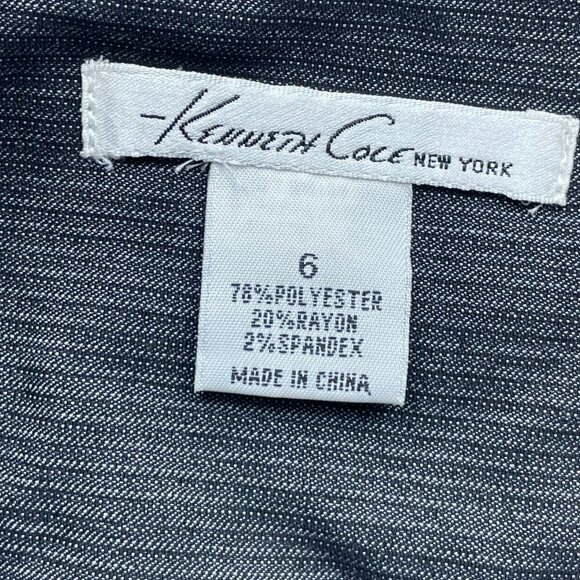 -Kenneth Cole NEW YORK
6
78%POLYESTER
20%RAYON
2%SPANDEX
MADE IN CHINA